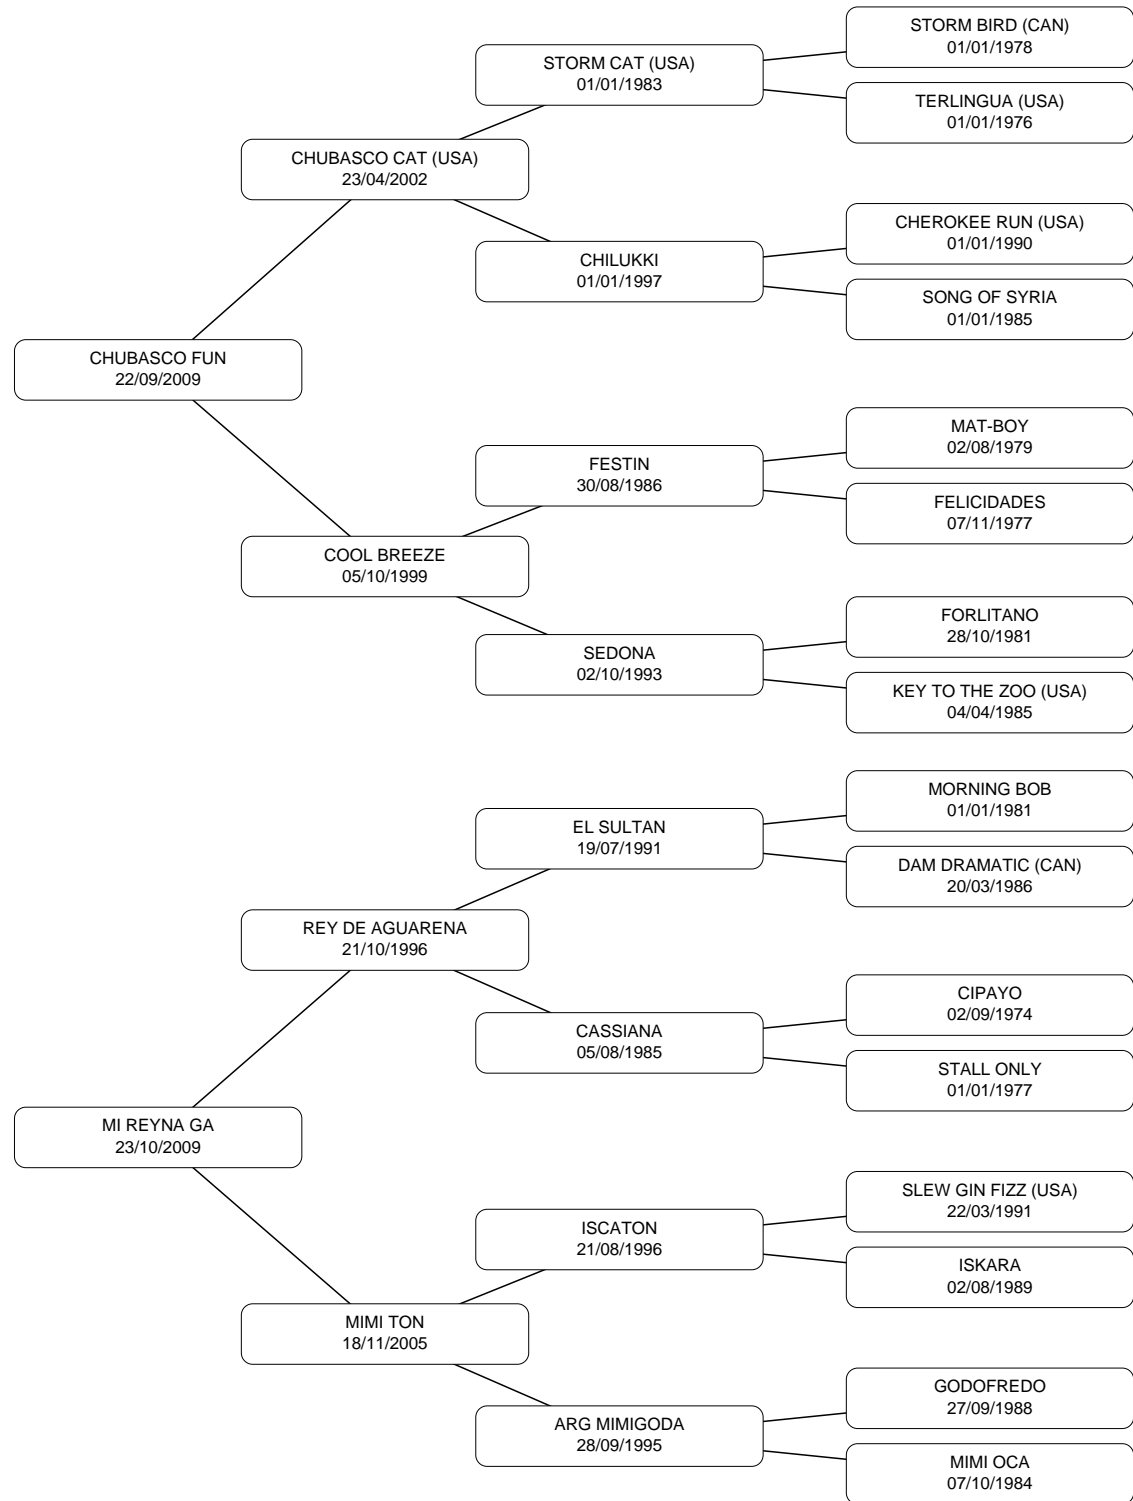 STORM BIRD (CAN)
01/01/1978
STORM CAT (USA)
01/01/1983
TERLINGUA (USA)
01/01/1976
CHUBASCO CAT (USA)
23/04/2002
CHEROKEE RUN (USA)
01/01/1990
CHILUKKI
01/01/1997
SONG OF SYRIA
01/01/1985
CHUBASCO FUN
22/09/2009
MAT-BOY
02/08/1979
FESTIN
30/08/1986
FELICIDADES
07/11/1977
COOL BREEZE
05/10/1999
FORLITANO
28/10/1981
SEDONA
02/10/1993
KEY TO THE ZOO (USA)
04/04/1985
MORNING BOB
01/01/1981
EL SULTAN
19/07/1991
DAM DRAMATIC (CAN)
20/03/1986
REY DE AGUARENA
21/10/1996
CIPAYO
02/09/1974
CASSIANA
05/08/1985
STALL ONLY
01/01/1977
MI REYNA GA
23/10/2009
SLEW GIN FIZZ (USA)
22/03/1991
ISCATON
21/08/1996
ISKARA
02/08/1989
MIMI TON
18/11/2005
GODOFREDO
27/09/1988
ARG MIMIGODA
28/09/1995
MIMI OCA
07/10/1984